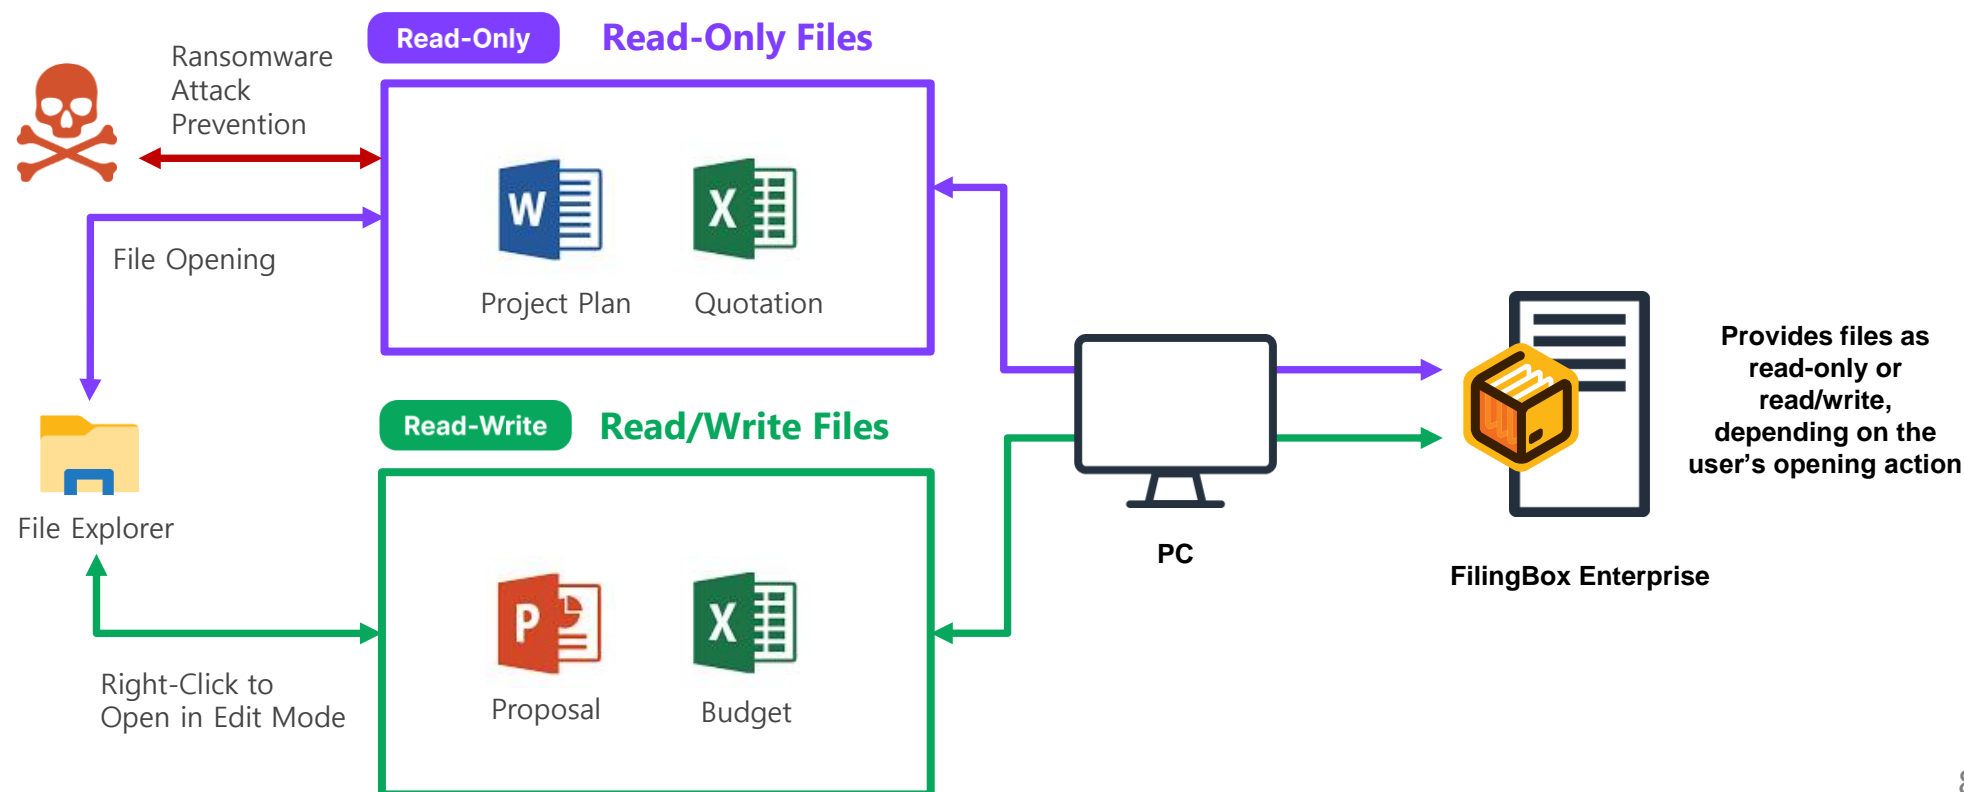 Read-Only
Read-Only Files
Ransomware
Attack
Prevention
W
X
Project Plan
Quotation
File Opening
File Explorer
Read-Write
Read/Write Files
P
X
Proposal
Budget
Right-Click to
Open in Edit Mode
PC
FilingBox Enterprise
Provides files as
read-only or
read/write,
depending on the
user’s opening action